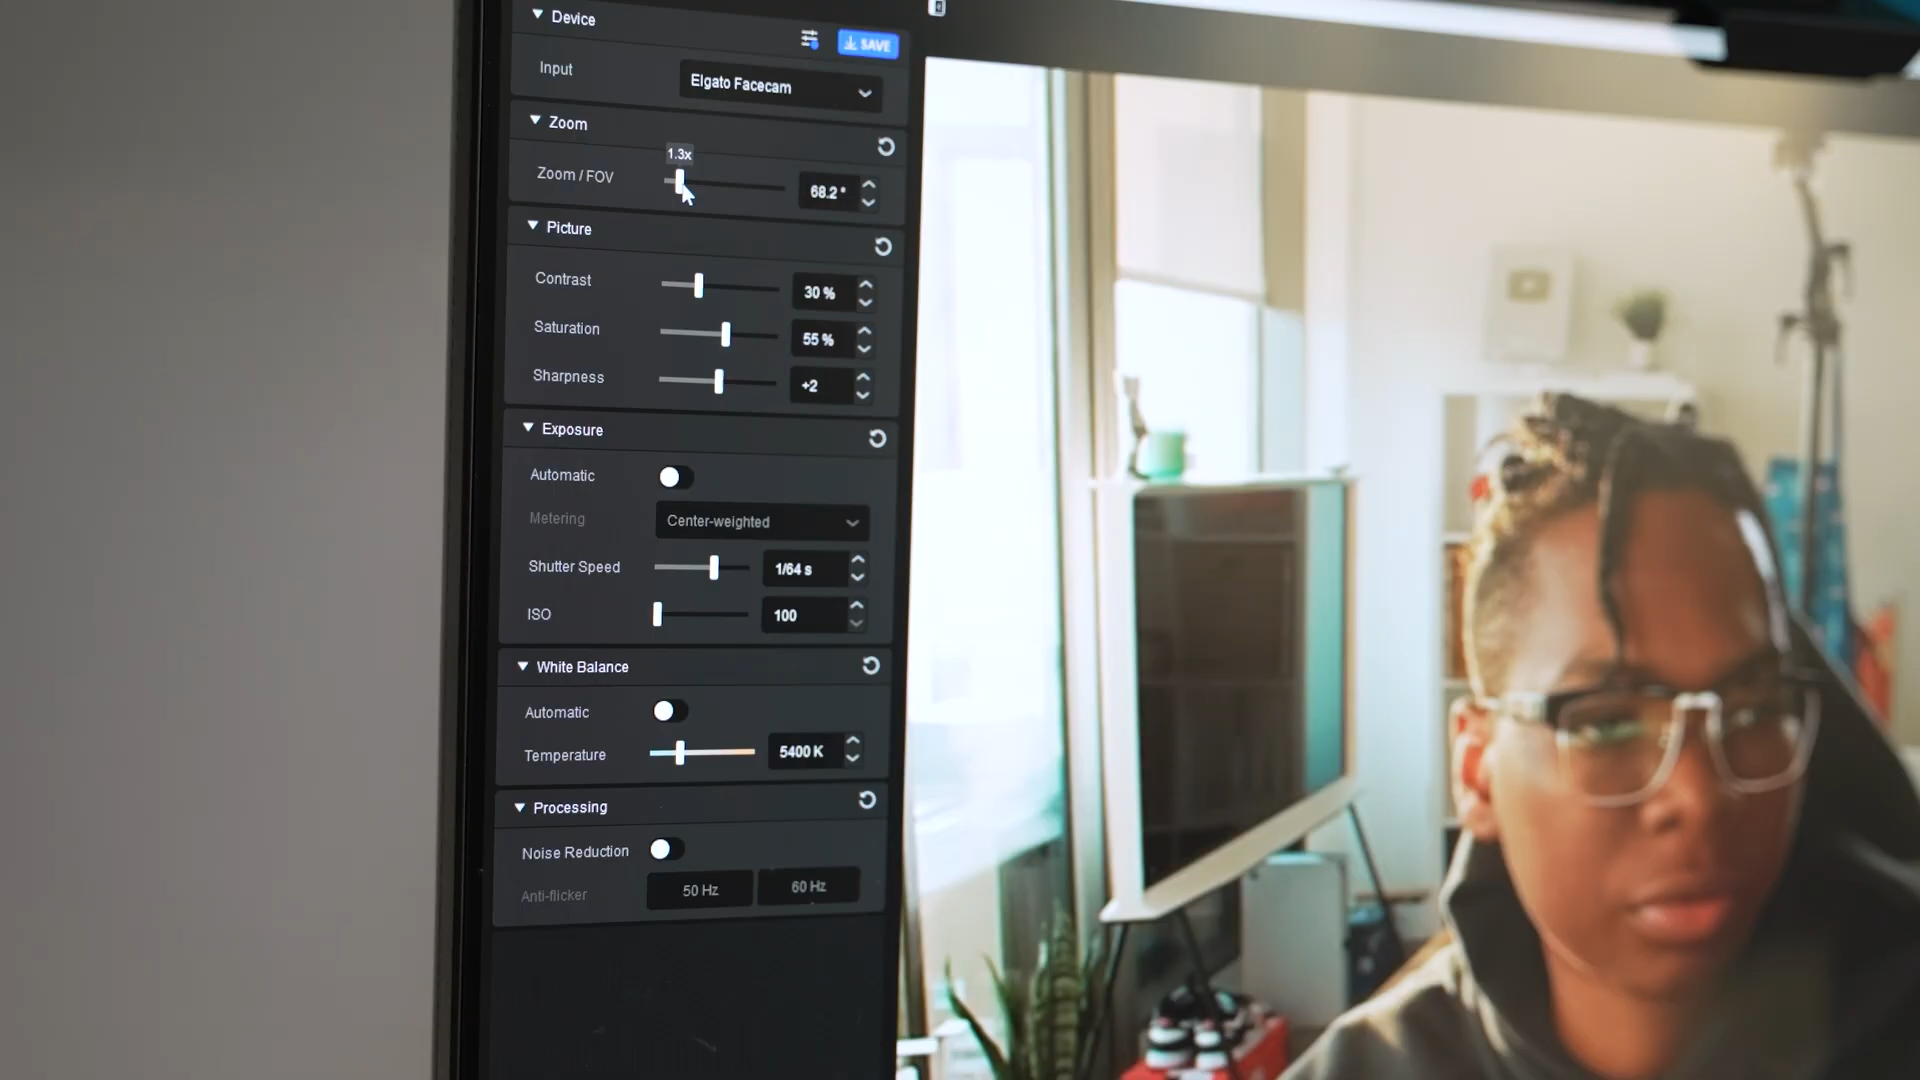 Device
SAVE
Input
Elgato Facecam
Zoom
1.3x
Zoom / FOV
68.2°
Picture
Contrast
30 %
Saturation
55 %
Sharpness
+2
Exposure
Automatic
Metering
Center-weighted
Shutter Speed
1/64 s
ISO
100
White Balance
Automatic
Temperature
5400 K
Processing
Noise Reduction
Anti-flicker
50 Hz
60 Hz